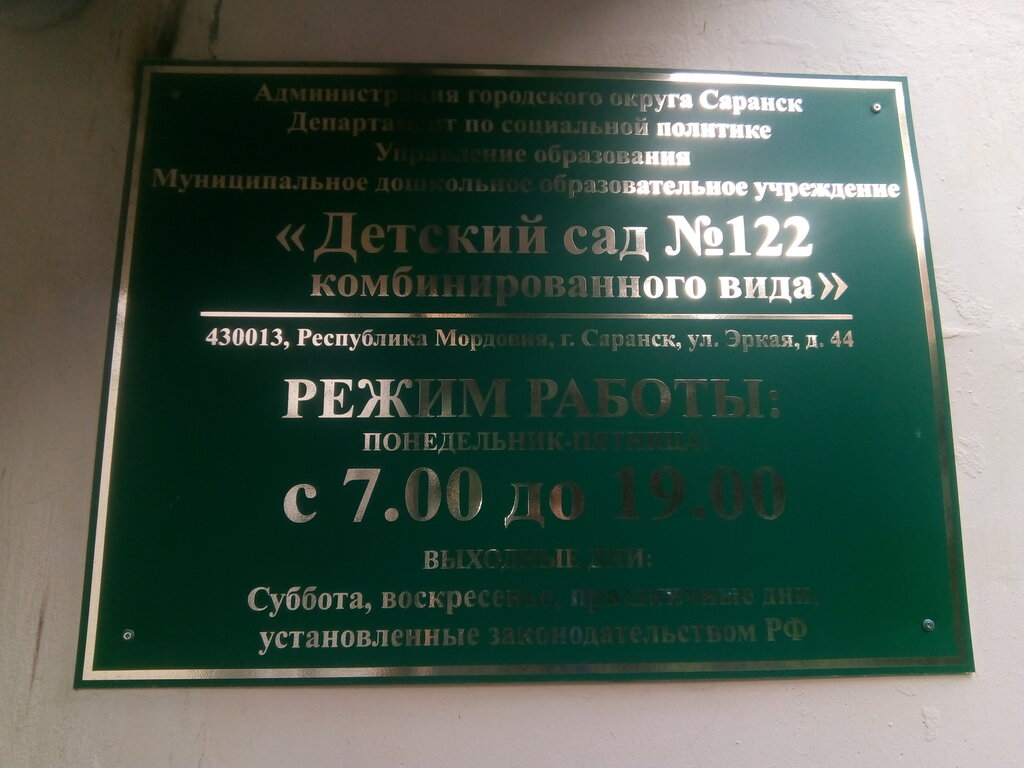 Администрация городского округа Саранск
Департамент по социальной политике
Управление образования
Муниципальное дошкольное образовательное учреждение
«Детский сад №122
комбинированного вида»
430013, Республика Мордовия, г. Саранск, ул. Эркая, д. 44
РЕЖИМ РАБОТЫ:
ПОНЕДЕЛЬНИК-ПЯТНИЦА:
с 7.00 до 19.00
ВЫХОДНЫЕ ДНИ:
Суббота, воскресенье, праздничные дни,
установленные законодательством РФ